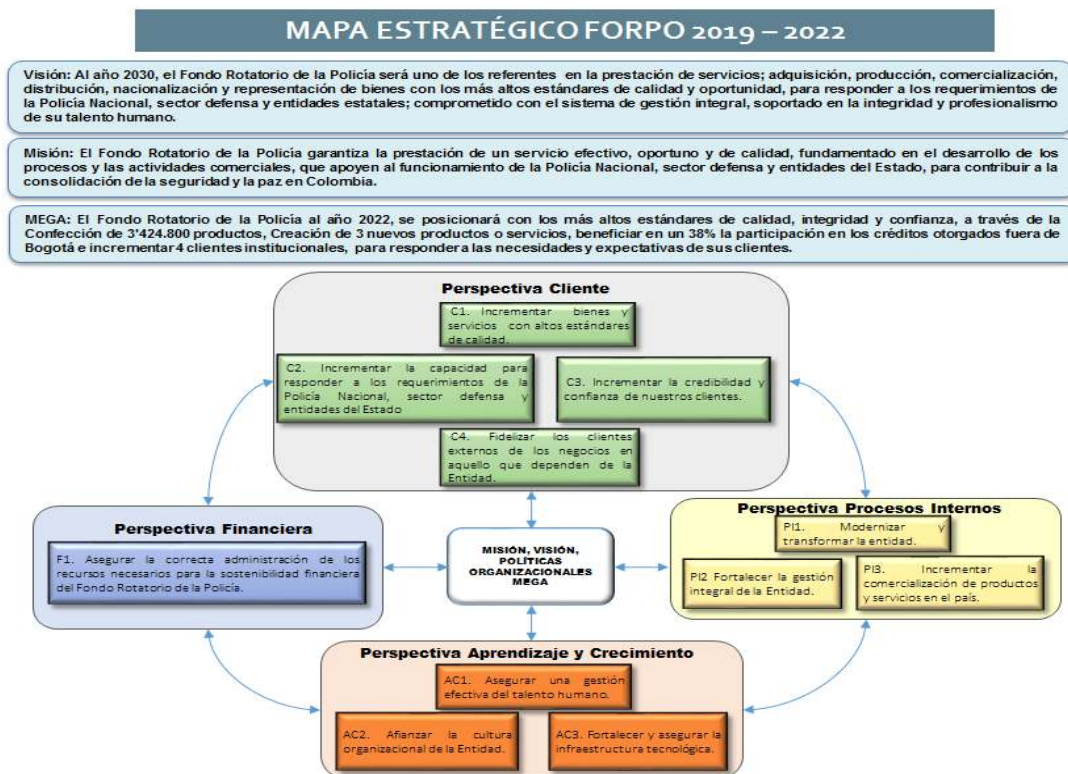 MAPA ESTRATÉGICO FORPO 2019 – 2022
Visión: Al año 2030, el Fondo Rotatorio de la Policía será uno de los referentes en la prestación de servicios; adquisición, producción, comercialización,
distribución, nacionalización y representación de bienes con los más altos estándares de calidad y oportunidad, para responder a los requerimientos de
la Policía Nacional, sector defensa y entidades estatales; comprometido con el sistema de gestión integral, soportado en la integridad y profesionalismo
de su talento humano.
Misión: El Fondo Rotatorio de la Policía garantiza la prestación de un servicio efectivo, oportuno y de calidad, fundamentado en el desarrollo de los
procesos y las actividades comerciales, que apoyen al funcionamiento de la Policía Nacional, sector defensa y entidades del Estado, para contribuir a la
consolidación de la seguridad y la paz en Colombia.
MEGA: El Fondo Rotatorio de la Policía al año 2022, se posicionará con los más altos estándares de calidad, integridad y confianza, a través de la
Confección de 3'424.800 productos, Creación de 3 nuevos productos o servicios, beneficiar en un 38% la participación en los créditos otorgados fuera de
Bogotá e incrementar 4 clientes institucionales, para responder a las necesidades y expectativas de sus clientes.
Perspectiva Cliente
C1. Incrementar bienes y
servicios con altos estándares
de calidad.
C2. Incrementar la capacidad para
responder a los requerimientos de la
Policía Nacional, sector defensa y
entidades del Estado
C3. Incrementar la credibilidad y
confianza de nuestros clientes.
C4. Fidelizar los clientes
externos de los negocios en
aquello que dependen de la
Entidad.
Perspectiva Financiera
F1. Asegurar la correcta administración de los
recursos necesarios para la sostenibilidad financiera
del Fondo Rotatorio de la Policía.
MISIÓN, VISIÓN,
POLÍTICAS
ORGANIZACIONALES
MEGA
Perspectiva Procesos Internos
PI1. Modernizar y
transformar la entidad.
PI2 Fortalecer la gestión
integral de la Entidad.
PI3. Incrementar la
comercialización de productos
y servicios en el país.
Perspectiva Aprendizaje y Crecimiento
AC1. Asegurar una gestión
efectiva del talento humano.
AC2. Afianzar la cultura
organizacional de la Entidad.
AC3. Fortalecer y asegurar la
infraestructura tecnológica.